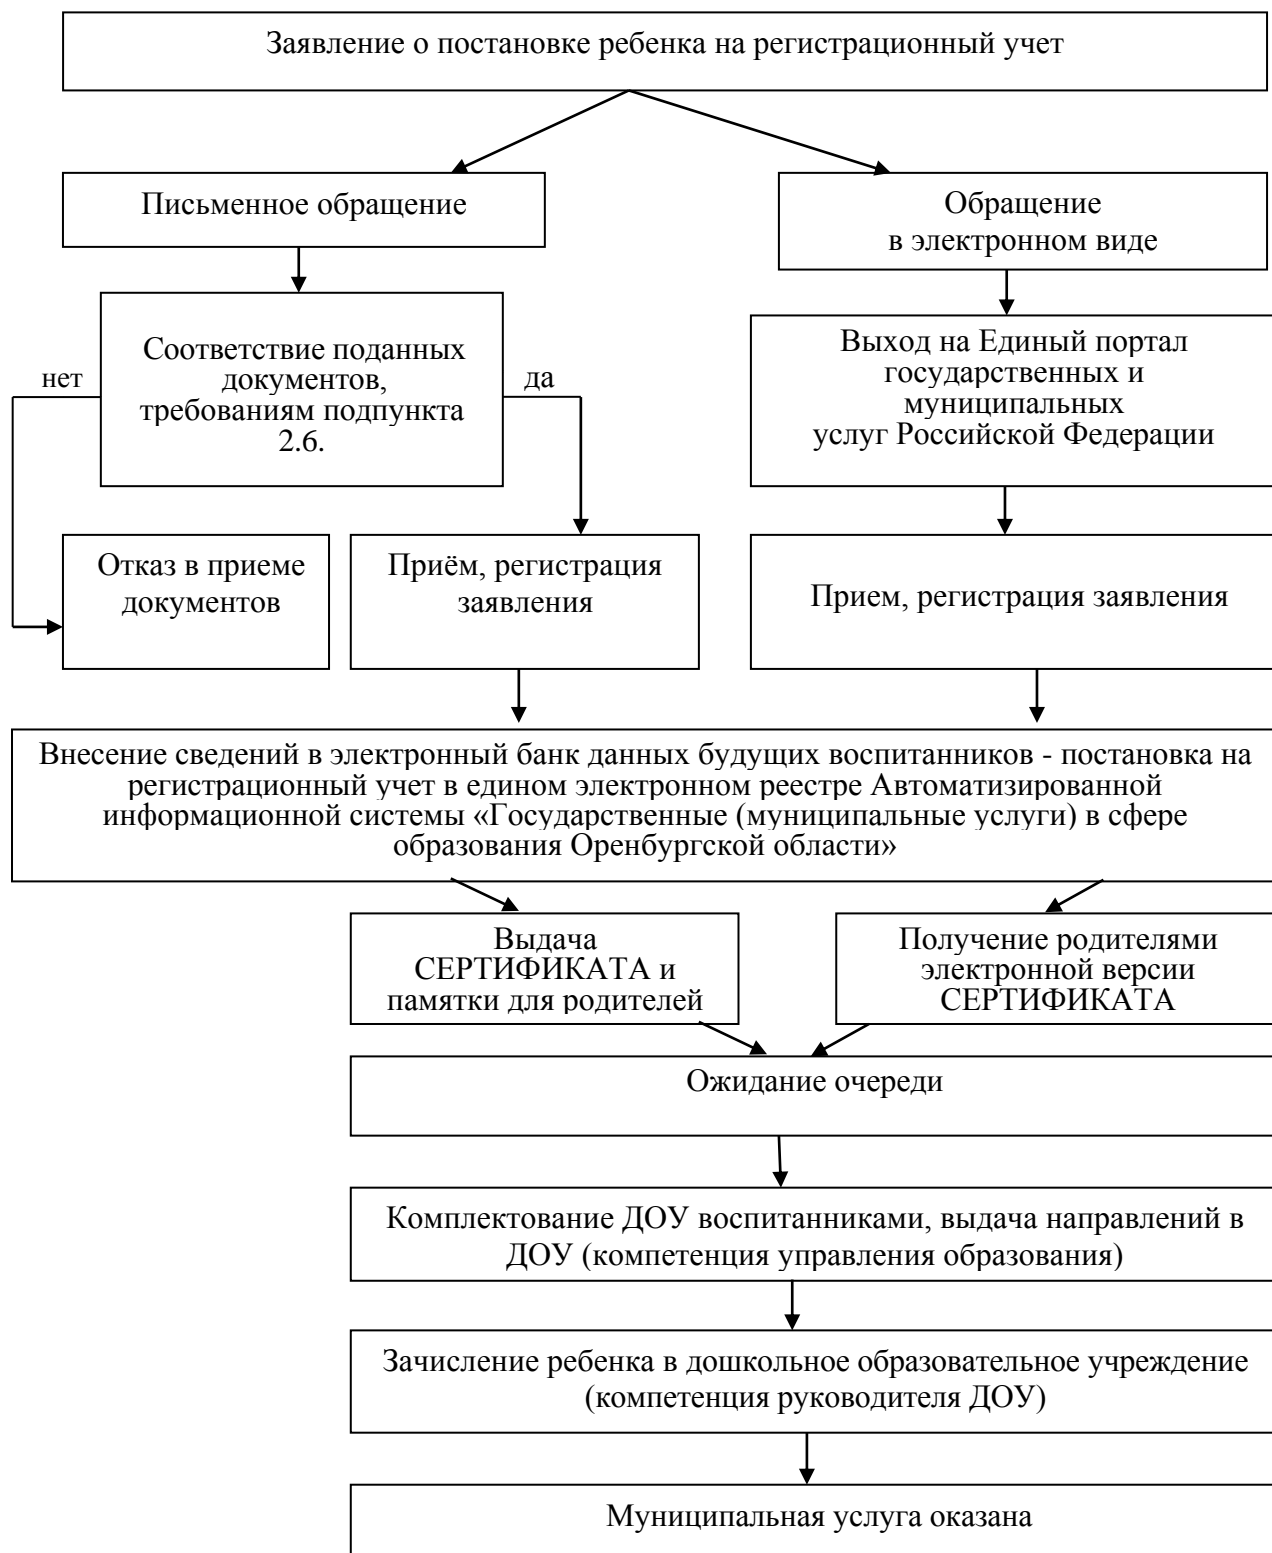 Заявление о постановке ребенка на регистрационный учет
Письменное обращение
Обращение
в электронном виде
Соответствие поданных
документов,
требованиям подпункта
2.6.
нет
да
Выход на Единый портал
государственных и
муниципальных
услуг Российской Федерации
Отказ в приеме
документов
Приём, регистрация
заявления
Прием, регистрация заявления
Внесение сведений в электронный банк данных будущих воспитанников - постановка на
регистрационный учет в едином электронном реестре Автоматизированной
информационной системы «Государственные (муниципальные услуги) в сфере
образования Оренбургской области»
Выдача
СЕРТИФИКАТА и
памятки для родителей
Получение родителями
электронной версии
СЕРТИФИКАТА
Ожидание очереди
Комплектование ДОУ воспитанниками, выдача направлений в
ДОУ (компетенция управления образования)
Зачисление ребенка в дошкольное образовательное учреждение
(компетенция руководителя ДОУ)
Муниципальная услуга оказана